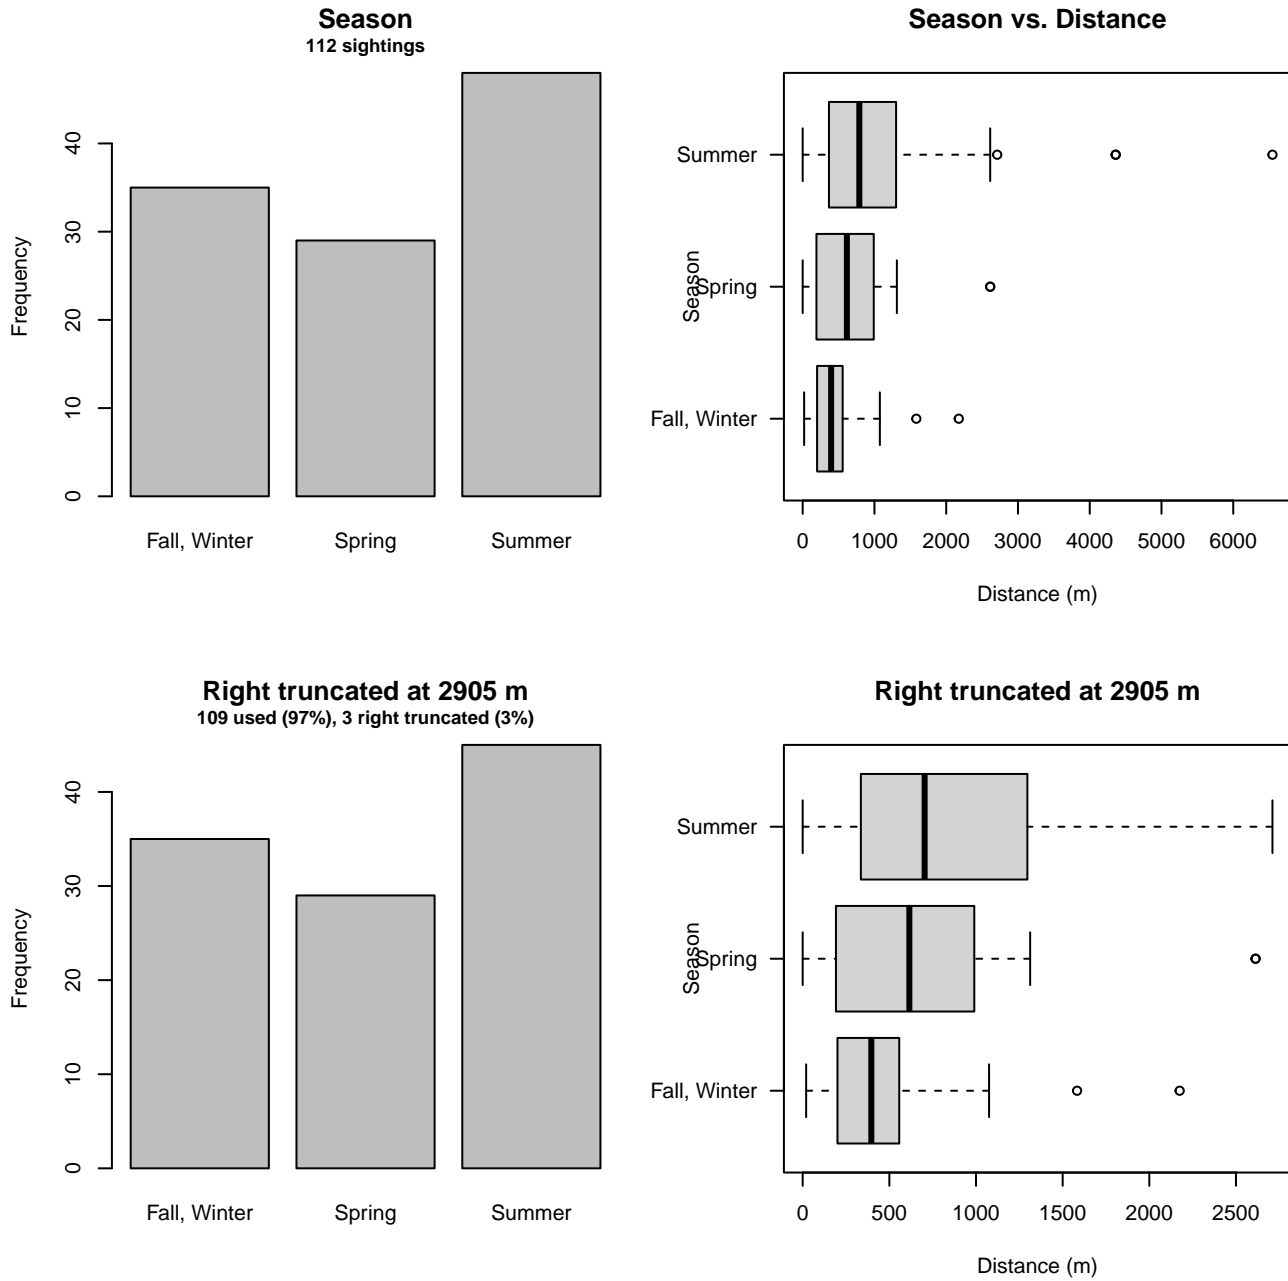 Season
112 sightings
Frequency
0
10
20
30
40
Fall, Winter
Spring
Summer
Season vs. Distance
Season
Summer
Spring
Fall, Winter
0 1000 2000 3000 4000 5000 6000
Distance (m)
Right truncated at 2905 m
109 used (97%), 3 right truncated (3%)
Frequency
0
10
20
30
40
Fall, Winter
Spring
Summer
Right truncated at 2905 m
Season
Summer
Spring
Fall, Winter
0 500 1000 1500 2000 2500
Distance (m)